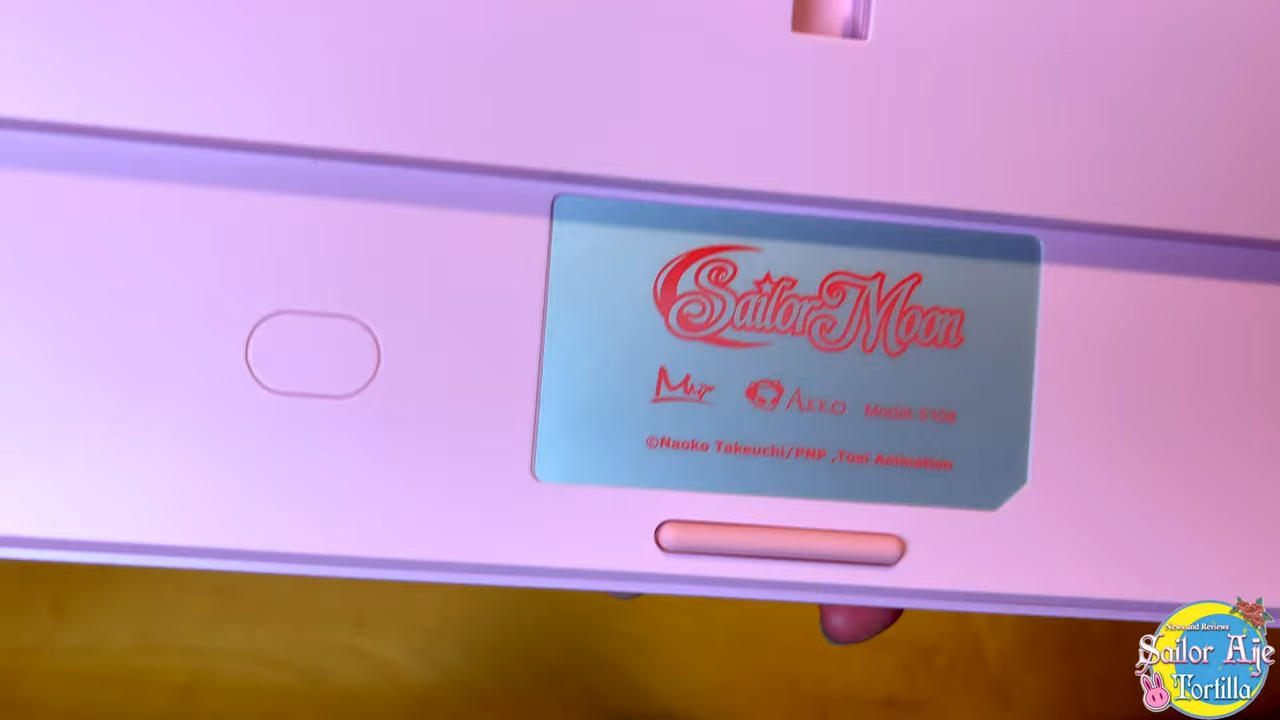 Sailor Moon
AKKO Model: 5108
©Naoko Takeuchi/PNP ,Toei Animation
News and Reviews
Sailor Aje
Tortilla